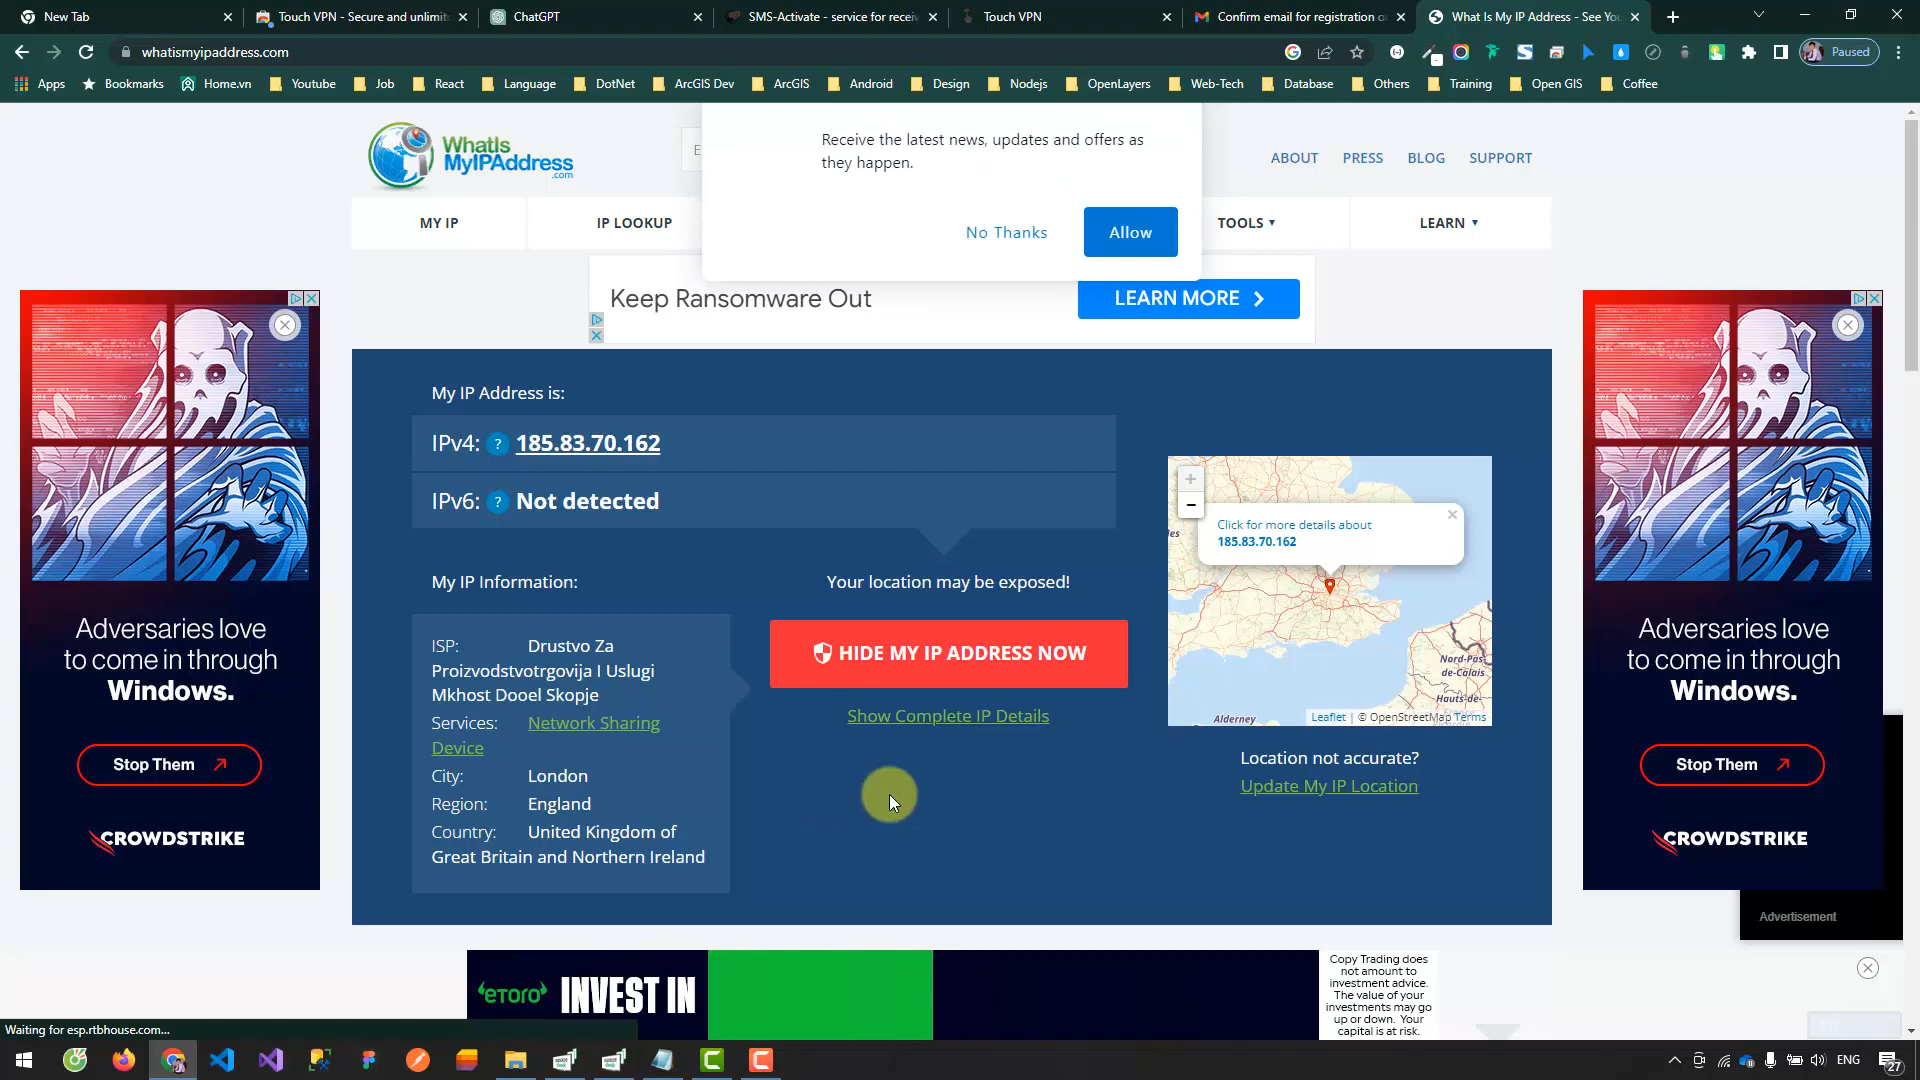 New Tab
Touch VPN - Secure and unlimit
ChatGPT
SMS-Activate - service for recei
Touch VPN
Confirm email for registration o
What Is My IP Address - See You
whatismyipaddress.com
Paused
Apps
Bookmarks
Home.vn
Youtube
Job
React
Language
DotNet
ArcGIS Dev
ArcGIS
Android
Design
Nodejs
OpenLayers
Web-Tech
Database
Others
Training
Open GIS
Coffee
Receive the latest news, updates and offers as
they happen.
No Thanks
Allow
WhatIs
MyIPAddress
.com
E
ABOUT
PRESS
BLOG
SUPPORT
MY IP
IP LOOKUP
TOOLS
LEARN
Keep Ransomware Out
LEARN MORE
My IP Address is:
IPv4: ? 185.83.70.162
IPv6: ? Not detected
My IP Information:
ISP: Drustvo Za
Proizvodstvotrgovija I Uslugi
Mkhost Dooel Skopje
Services: Network Sharing
Device
City: London
Region: England
Country: United Kingdom of
Great Britain and Northern Ireland
Your location may be exposed!
HIDE MY IP ADDRESS NOW
Show Complete IP Details
+
−
Click for more details about
185.83.70.162
×
les
Nord-Pas-
de-Calais
Hauts-de-
Alderney
Leaflet | © OpenStreetMap Terms
Location not accurate?
Update My IP Location
Adversaries love
to come in through
Windows.
Stop Them
CROWDSTRIKE
Adversaries love
to come in through
Windows.
Stop Them
CROWDSTRIKE
Advertisement
eToro
INVEST IN
Copy Trading does
not amount to
investment advice.
The value of your
investments may go
up or down. Your
capital is at risk.
Waiting for esp.rtbhouse.com...
ENG
27